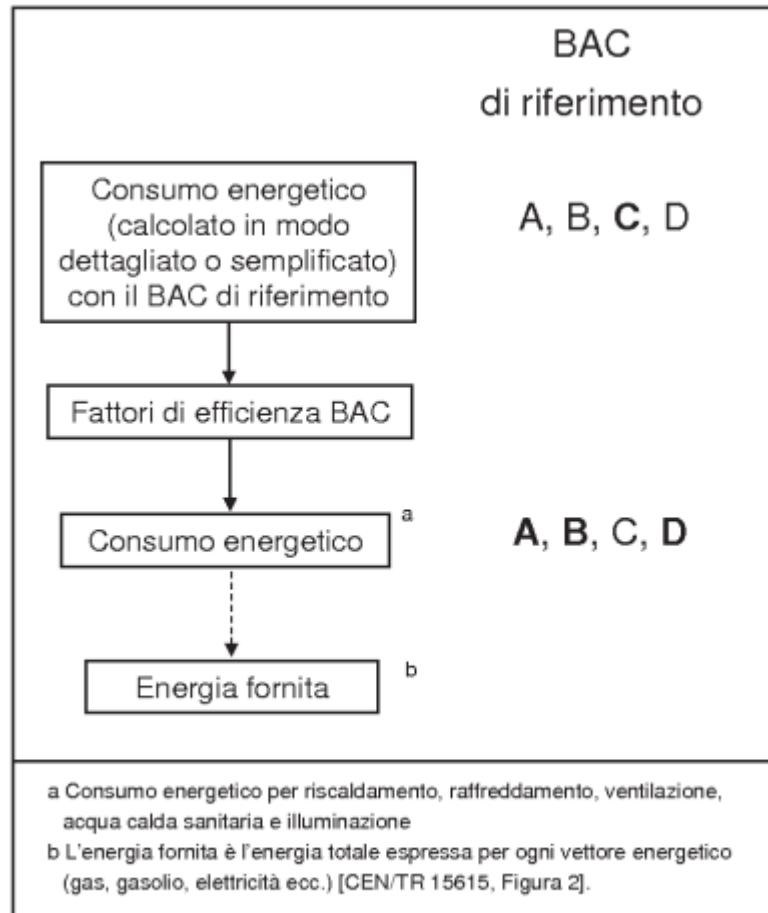 BAC
di riferimento
Consumo energetico
(calcolato in modo
dettagliato o semplificato)
con il BAC di riferimento
A, B, C, D
Fattori di efficienza BAC
Consumo energetico
a
A, B, C, D
Energia fornita
b
a Consumo energetico per riscaldamento, raffreddamento, ventilazione,
acqua calda sanitaria e illuminazione
b L'energia fornita è l'energia totale espressa per ogni vettore energetico
(gas, gasolio, elettricità ecc.) [CEN/TR 15615, Figura 2].